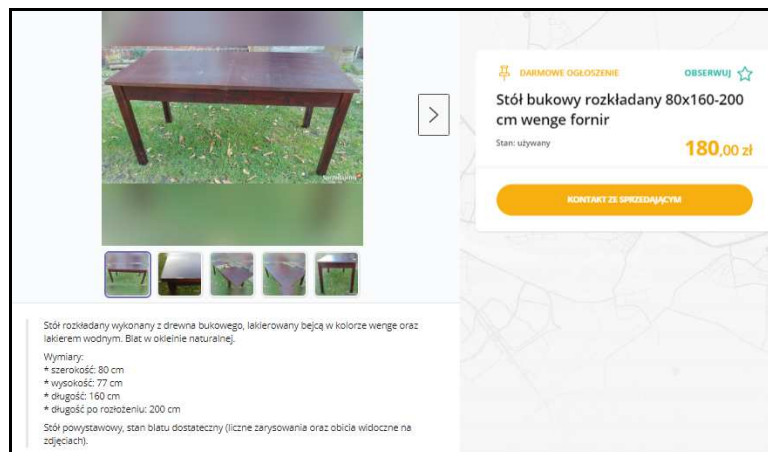 DARMOWE OGŁOSZENIE
OBSERWUJ
Stół bukowy rozkładany 80x160-200
cm wenge fornir
Stan: używany
180,00 zł
KONTAKT ZE SPRZEDAJĄCYM
Stół rozkładany wykonany z drewna bukowego, lakierowany bejcą w kolorze wenge oraz
lakierem wodnym. Blat w okleinie naturalnej.
Wymiary:
* szerokość: 80 cm
* wysokość: 77 cm
* długość: 160 cm
* długość po rozłożeniu: 200 cm
Stół powystawowy, stan blatu dostateczny (liczne zarysowania oraz obicia widoczne na
zdjęciach).